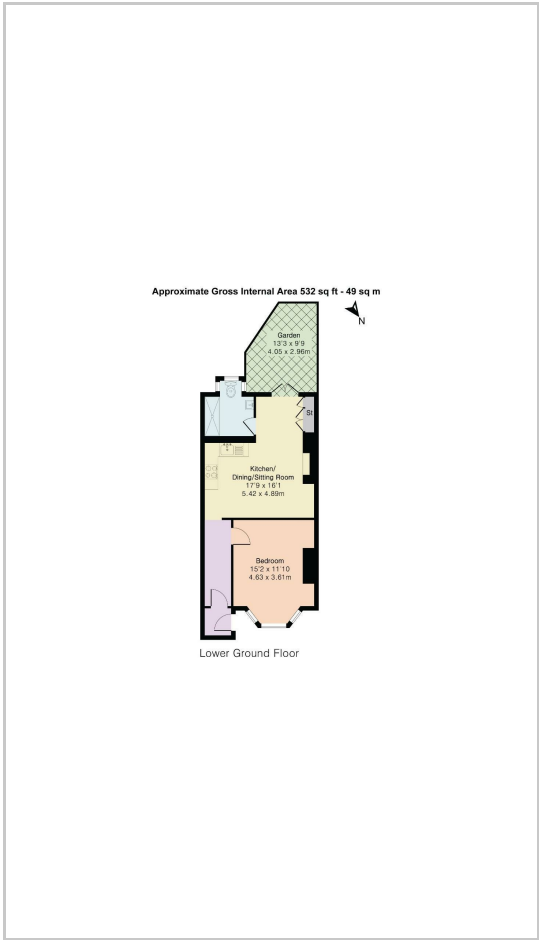 Approximate Gross Internal Area 532 sq ft - 49 sq m
N
Garden
13'3 x 9'9
4.05 x 2.96m
St
Kitchen/
Dining/Sitting Room
17'9 x 16'1
5.42 x 4.89m
Bedroom
15'2 x 11'10
4.63 x 3.61m
Lower Ground Floor